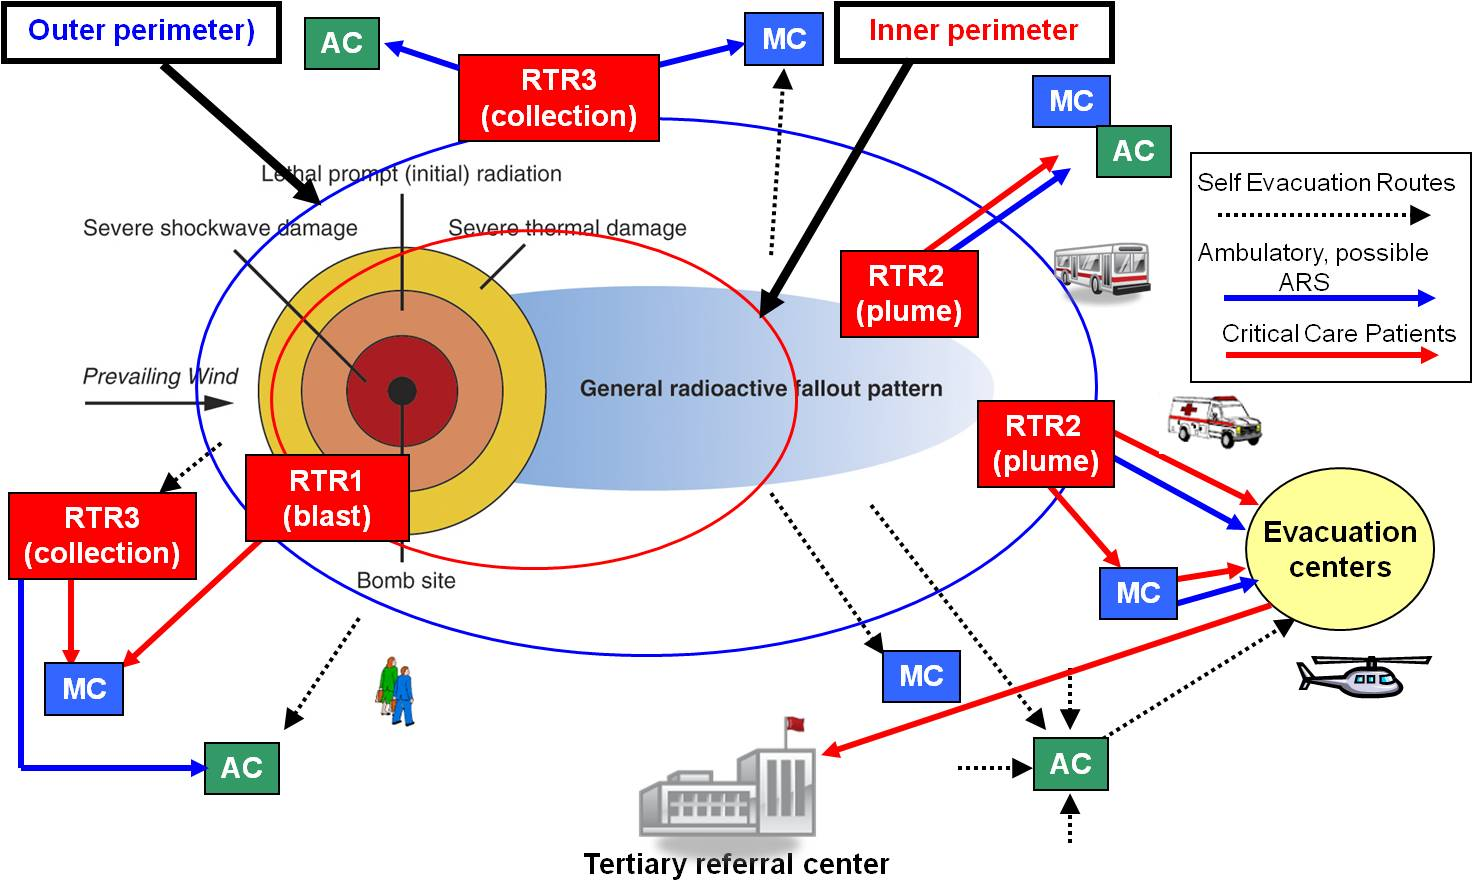 Outer perimeter)
AC
MC
Inner perimeter
RTR3
(collection)
MC
AC
Lethal prompt (initial) radiation
Severe shockwave damage
Severe thermal damage
Self Evacuation Routes
Ambulatory, possible
ARS
Critical Care Patients
RTR2
(plume)
Prevailing Wind
General radioactive fallout pattern
RTR2
(plume)
RTR1
(blast)
RTR3
(collection)
Evacuation
centers
Bomb site
MC
MC
MC
AC
AC
Tertiary referral center